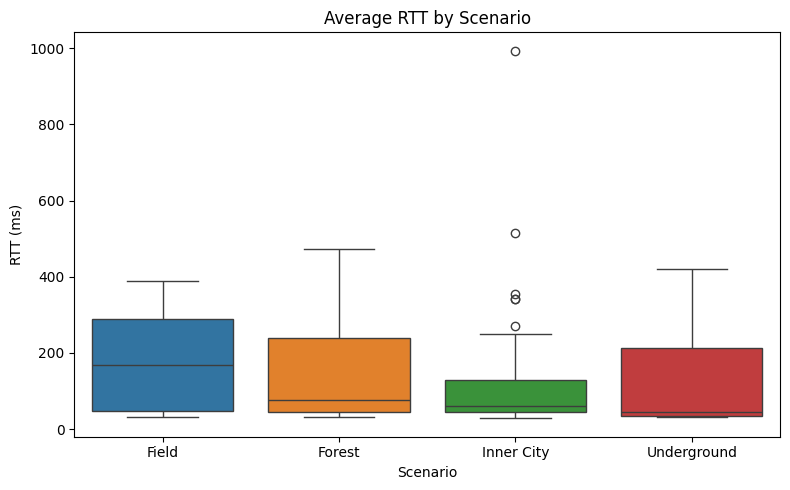 Average RTT by Scenario
RTT (ms)
1000
800
600
400
200
0
Field
Forest
Inner City
Underground
Scenario